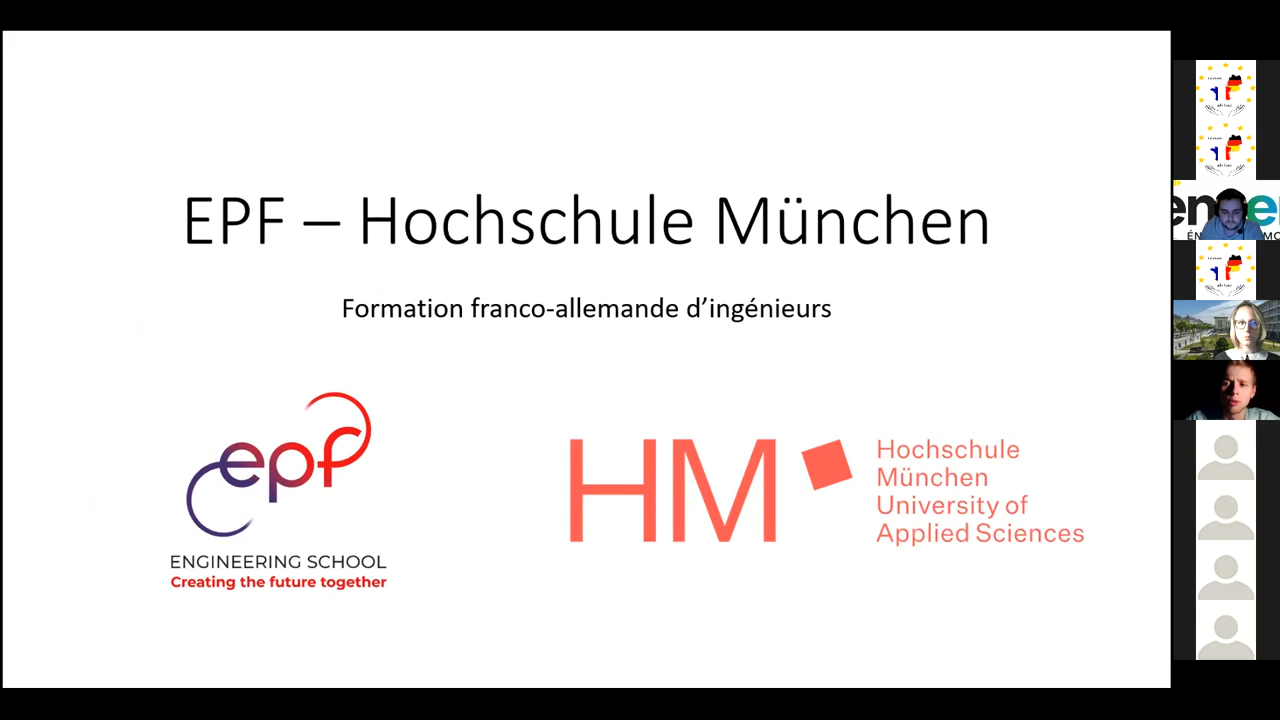 EPF – Hochschule München
Formation franco-allemande d’ingénieurs
epf
ENGINEERING SCHOOL
Creating the future together
HM
Hochschule
München
University of
Applied Sciences